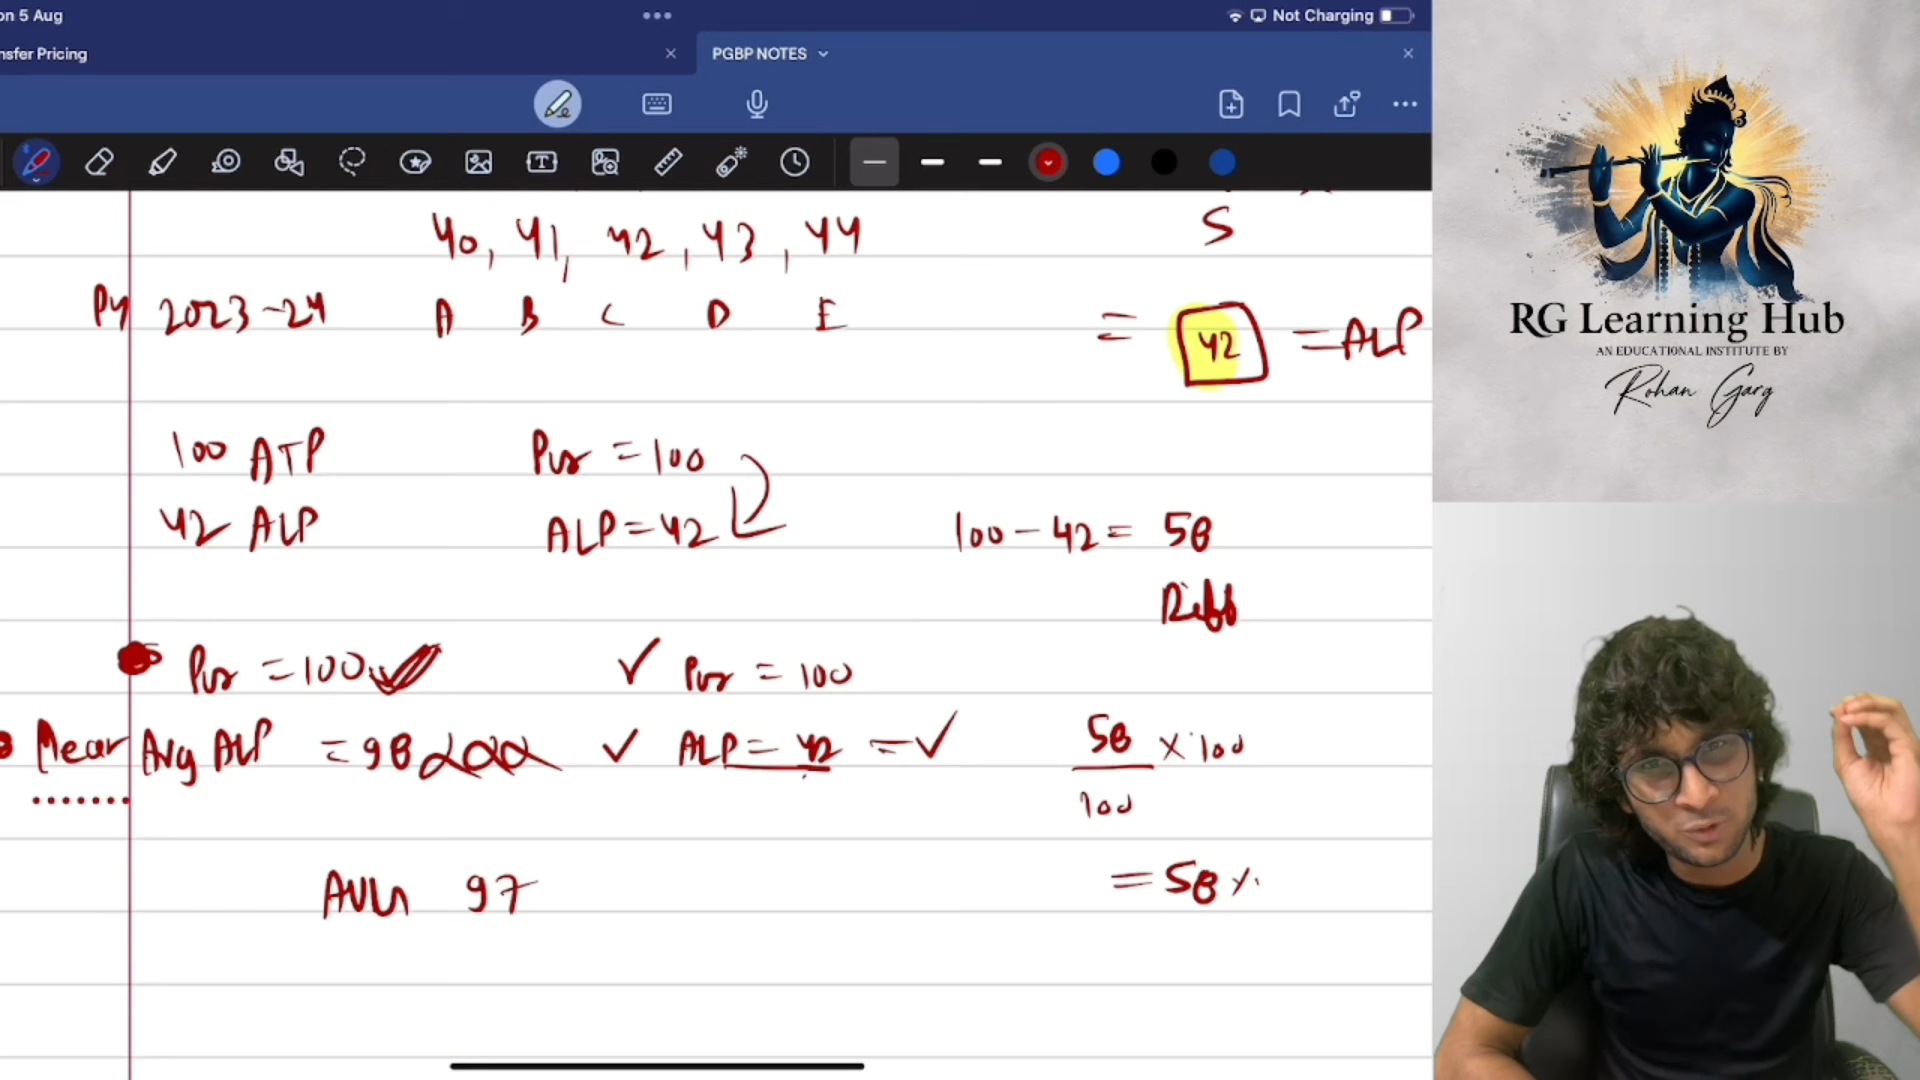 on 5 Aug
Not Charging
nsfer Pricing
PGBP NOTES
40, 41, 42, 43, 44
S
PY 2023-24 A B C D E
= 42 = ALP
100 ATP
Pur = 100
42 ALP
ALP = 42
100 - 42 = 58
Diff
Pur = 100
Pur = 100
Mean Avg ALP = 98
ALP = 42 =
58 × 100
100
97
= 58 %
RG Learning Hub
AN EDUCATIONAL INSTITUTE BY
Rohan Garg